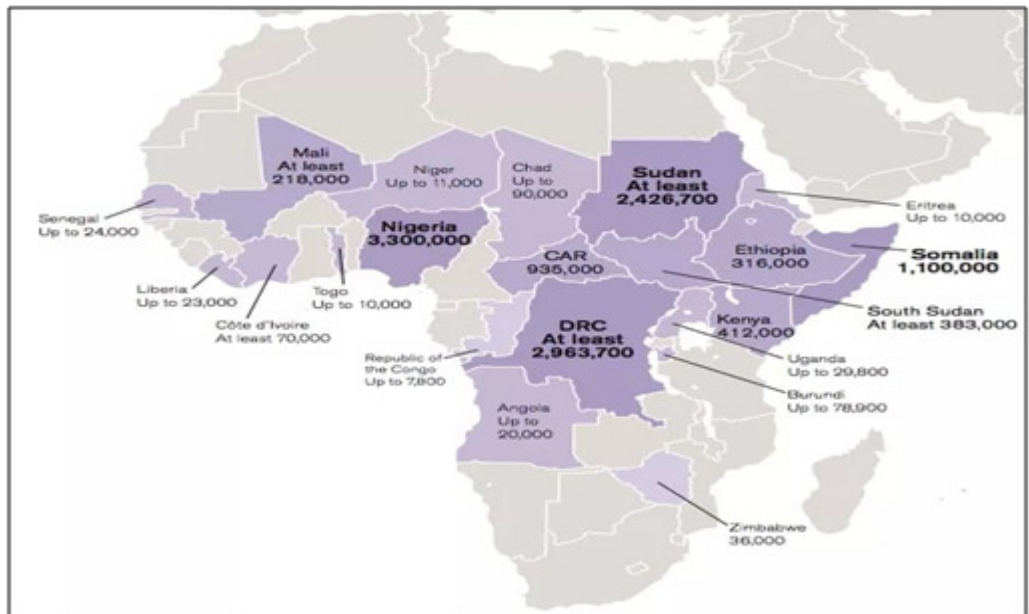 Mali
At least
218,000
Niger
Up to 11,000
Chad
Up to
90,000
Sudan
At least
2,426,700
Eritrea
Up to 10,000
Senegal
Up to 24,000
Nigeria
3,300,000
CAR
935,000
Ethiopia
316,000
Somalia
1,100,000
Liberia
Up to 23,000
Togo
Up to 10,000
Côte d'Ivoire
At least 70,000
South Sudan
At least 383,000
DRC
At least
2,963,700
Kenya
412,000
Republic of
the Congo
Up to 7,800
Uganda
Up to 29,800
Burundi
Up to 78,900
Angola
Up to
20,000
Zimbabwe
36,000